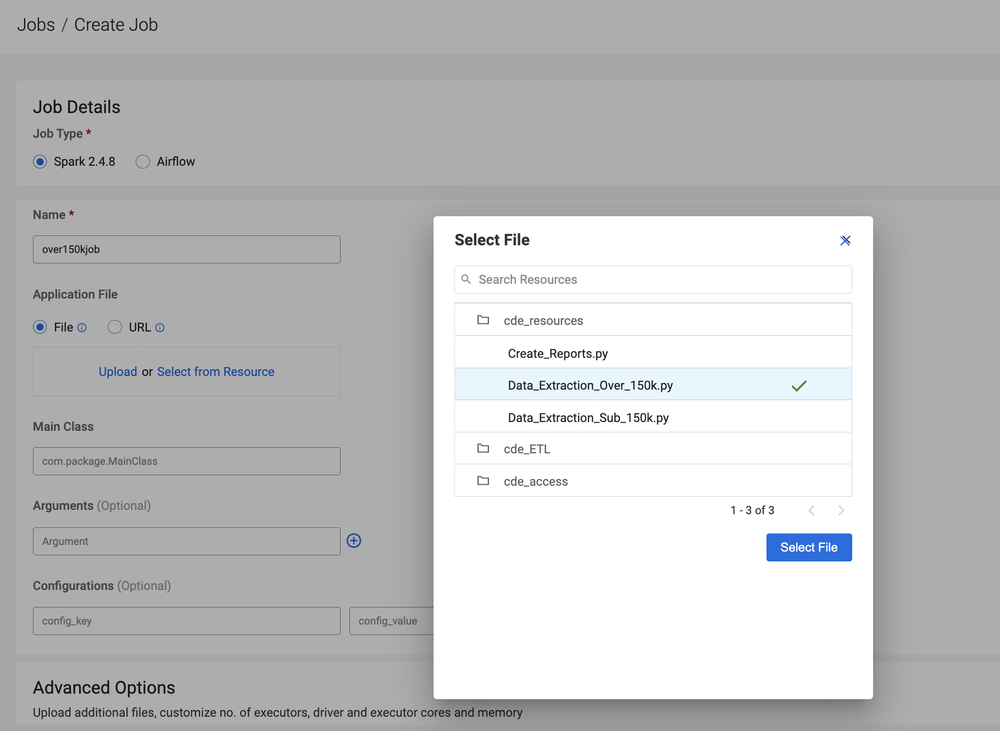 Jobs / Create Job
Job Details
Job Type *
Spark 2.4.8 Airflow
Name *
over150kjob
Application File
File URL
Upload or Select from Resource
Main Class
com.package.MainClass
Arguments (Optional)
Argument
Configurations (Optional)
config_key config_value
Advanced Options
Upload additional files, customize no. of executors, driver and executor cores and memory
Select File
Search Resources
cde_resources
Create_Reports.py
Data_Extraction_Over_150k.py
Data_Extraction_Sub_150k.py
cde_ETL
cde_access
1 - 3 of 3
Select File